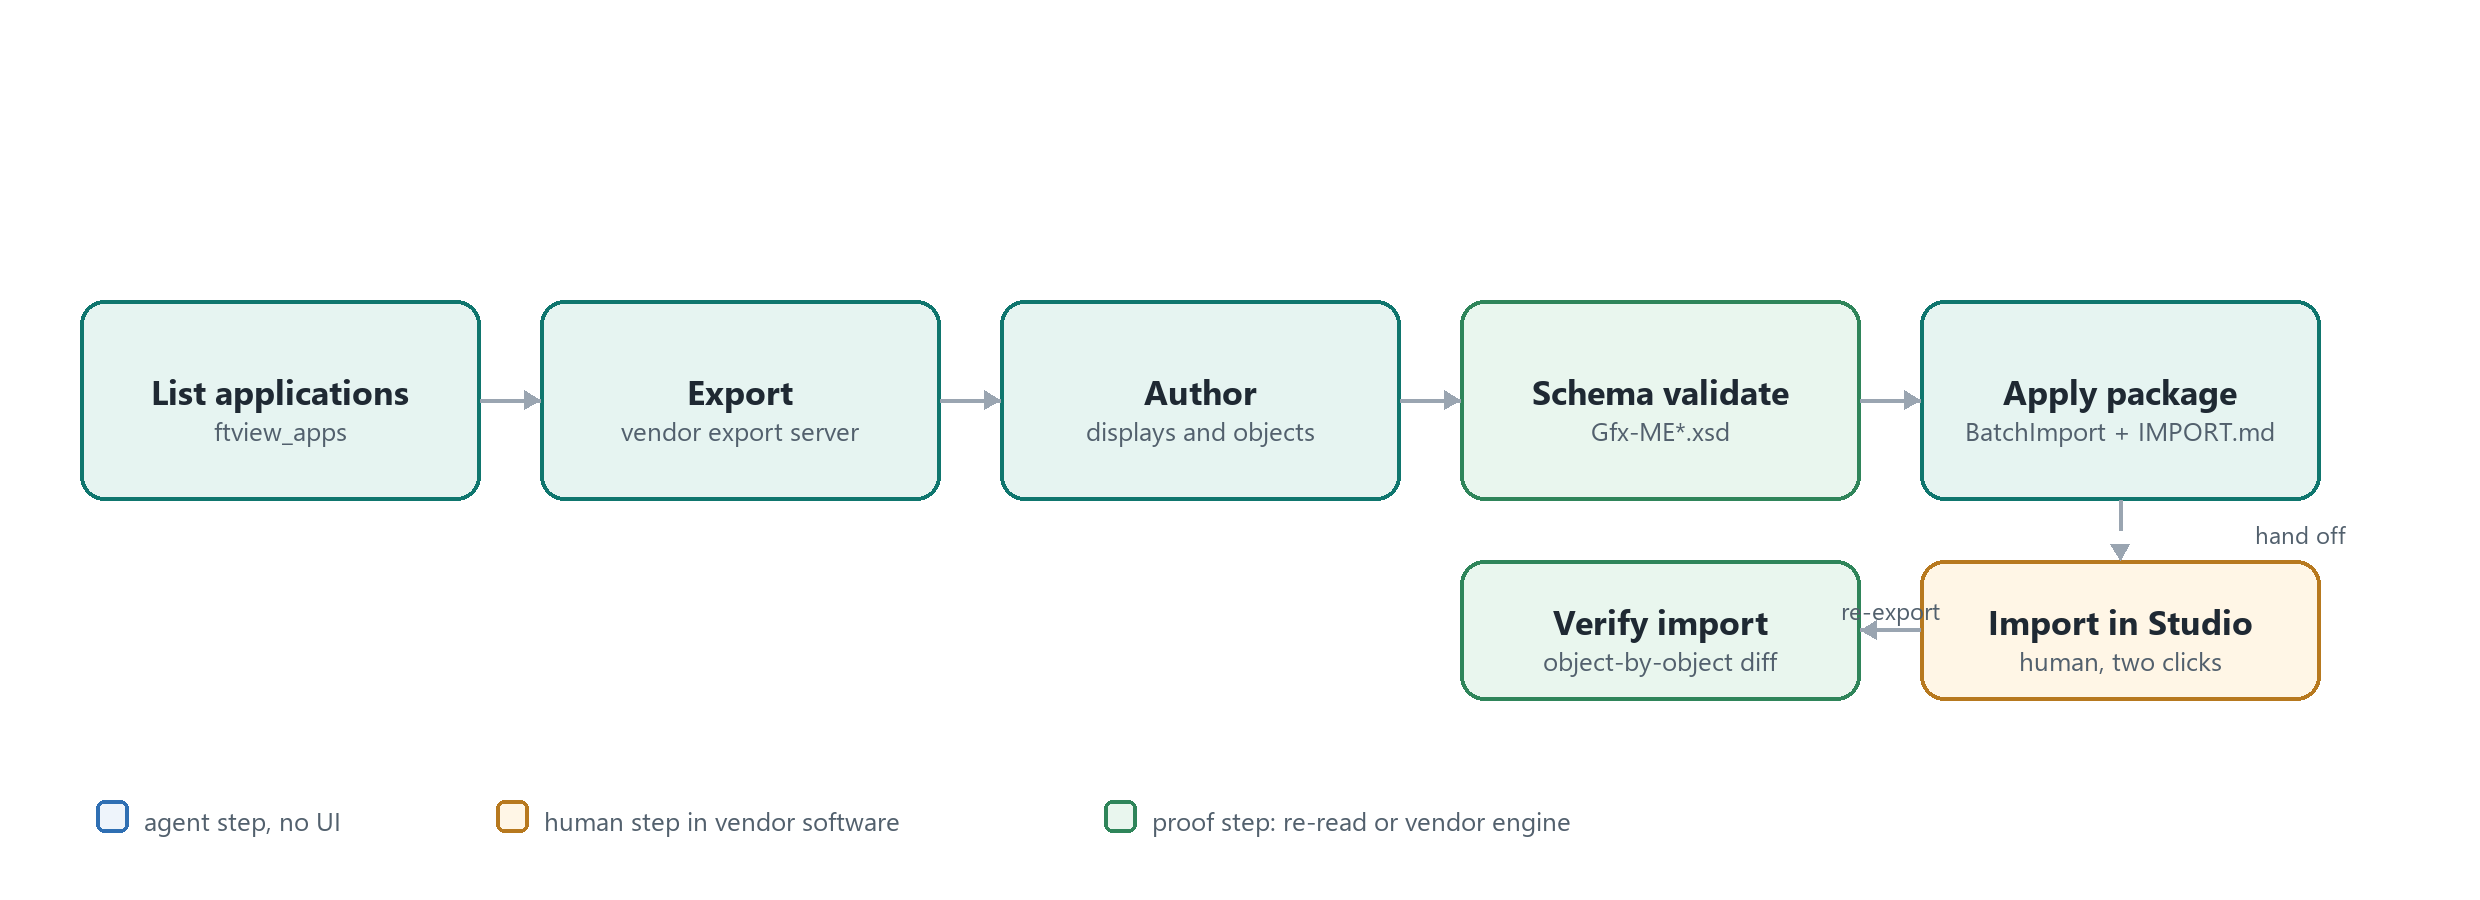 List applications
ftview_apps
Export
vendor export server
Author
displays and objects
Schema validate
Gfx-ME*.xsd
Apply package
BatchImport + IMPORT.md
hand off
Verify import
object-by-object diff
re-export
Import in Studio
human, two clicks
agent step, no UI
human step in vendor software
proof step: re-read or vendor engine